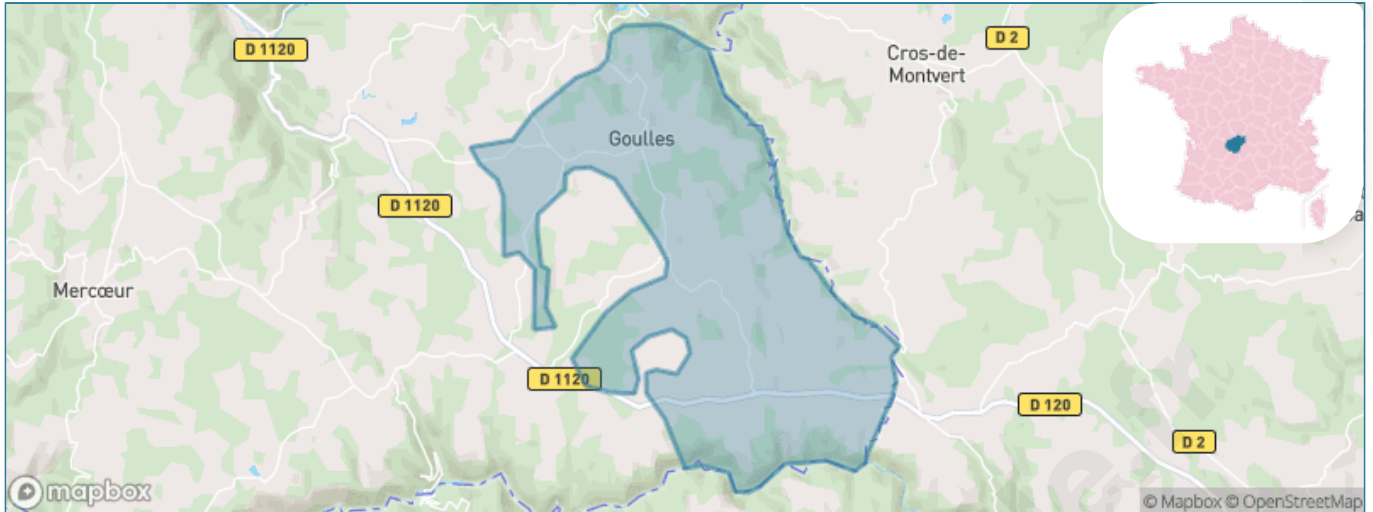 D 1120
D 2
Cros-de-
Montvert
Goulles
D 1120
Mercœur
D 1120
D 120
D 2
mapbox
© Mapbox © OpenStreetMap